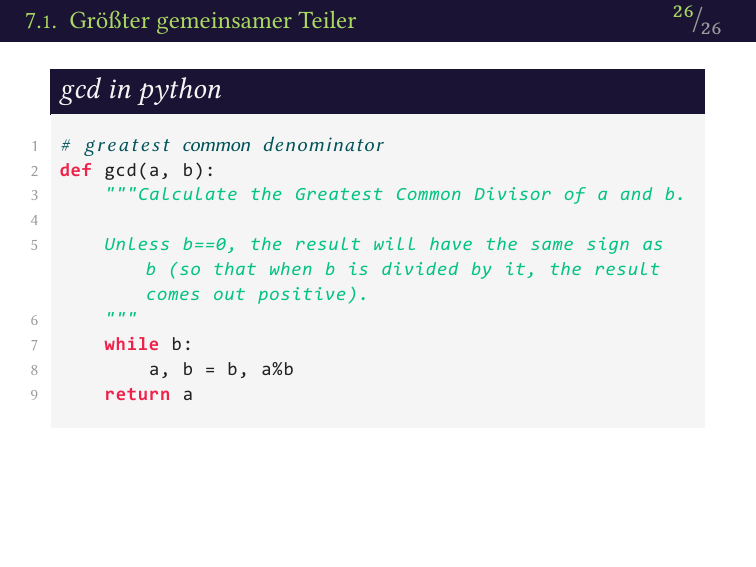 7.1. Größter gemeinsamer Teiler
26/26
gcd in python
1 # greatest common denominator
2 def gcd(a, b):
3 """Calculate the Greatest Common Divisor of a and b.
4
5 Unless b==0, the result will have the same sign as
b (so that when b is divided by it, the result
comes out positive).
6 """
7 while b:
8 a, b = b, a%b
9 return a